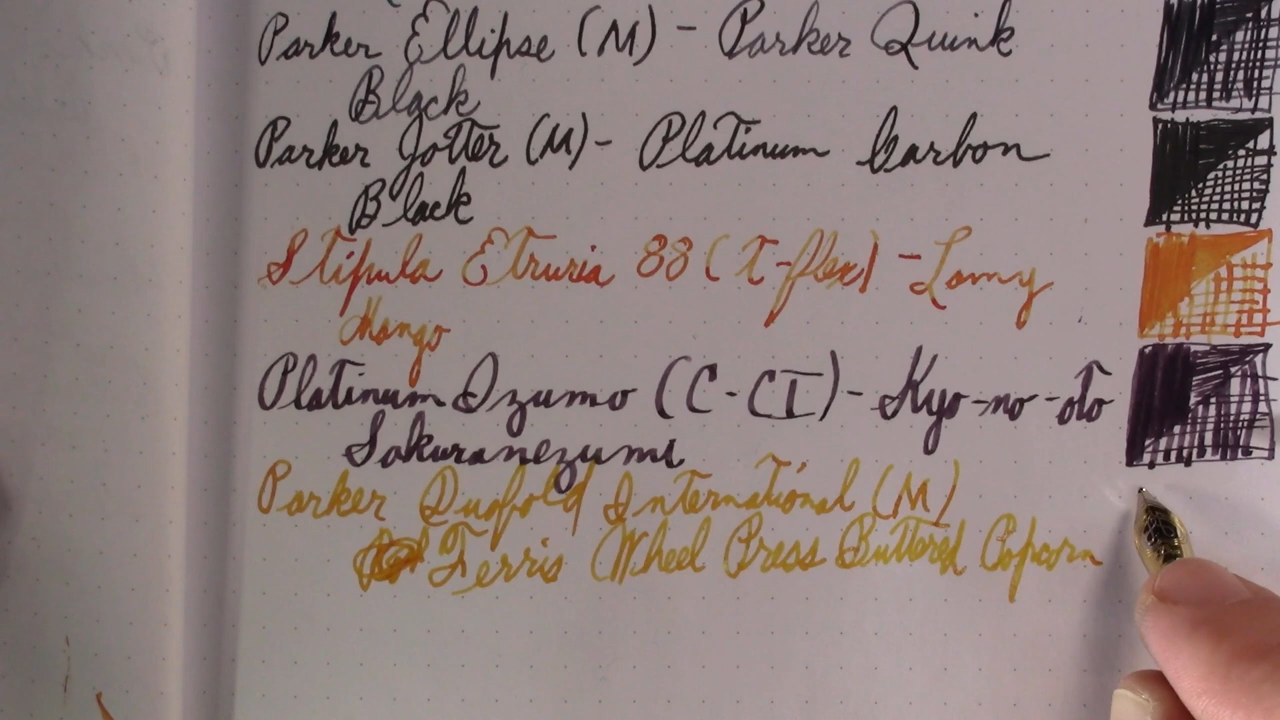 Parker Ellipse (M) - Parker Quink
Black
Parker Jotter (M) - Platinum Carbon
Black
Stipula Etruria 88 (T-flex) - Lamy
Mango
Platinum Izumo (C-CI) - Kyo-no-oto
Sakuranezumi
Parker Duofold International (M)
Ferris Wheel Press Buttered Copcorn